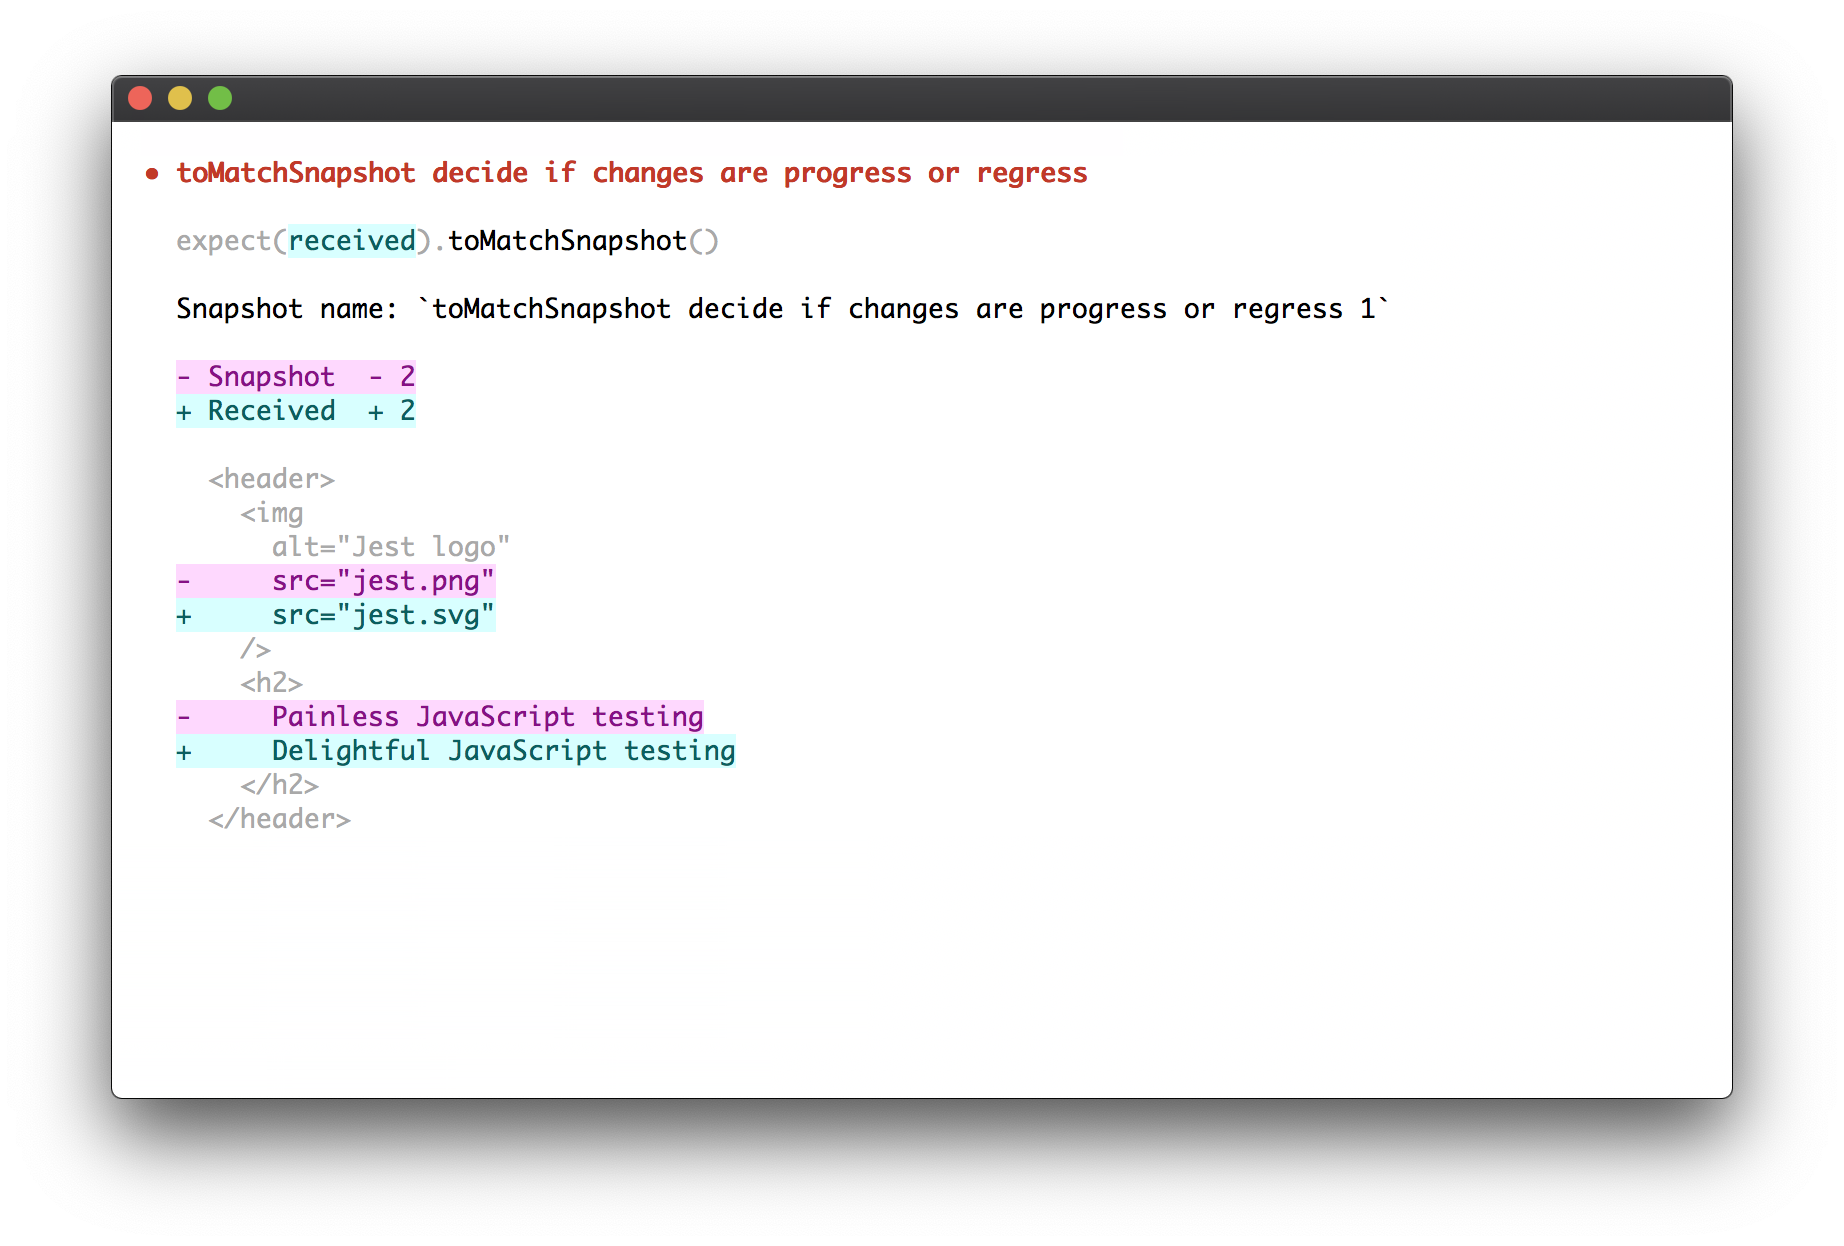 • toMatchSnapshot decide if changes are progress or regress
expect(received).toMatchSnapshot()
Snapshot name: `toMatchSnapshot decide if changes are progress or regress 1`
- Snapshot  - 2
+ Received  + 2
<header>
<img
alt="Jest logo"
-     src="jest.png"
+     src="jest.svg"
/>
<h2>
-     Painless JavaScript testing
+     Delightful JavaScript testing
</h2>
</header>